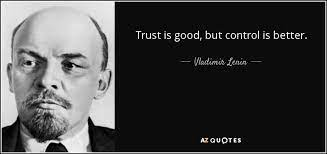 Trust is good, but control is better.
Vladimir Lenin
AZ QUOTES